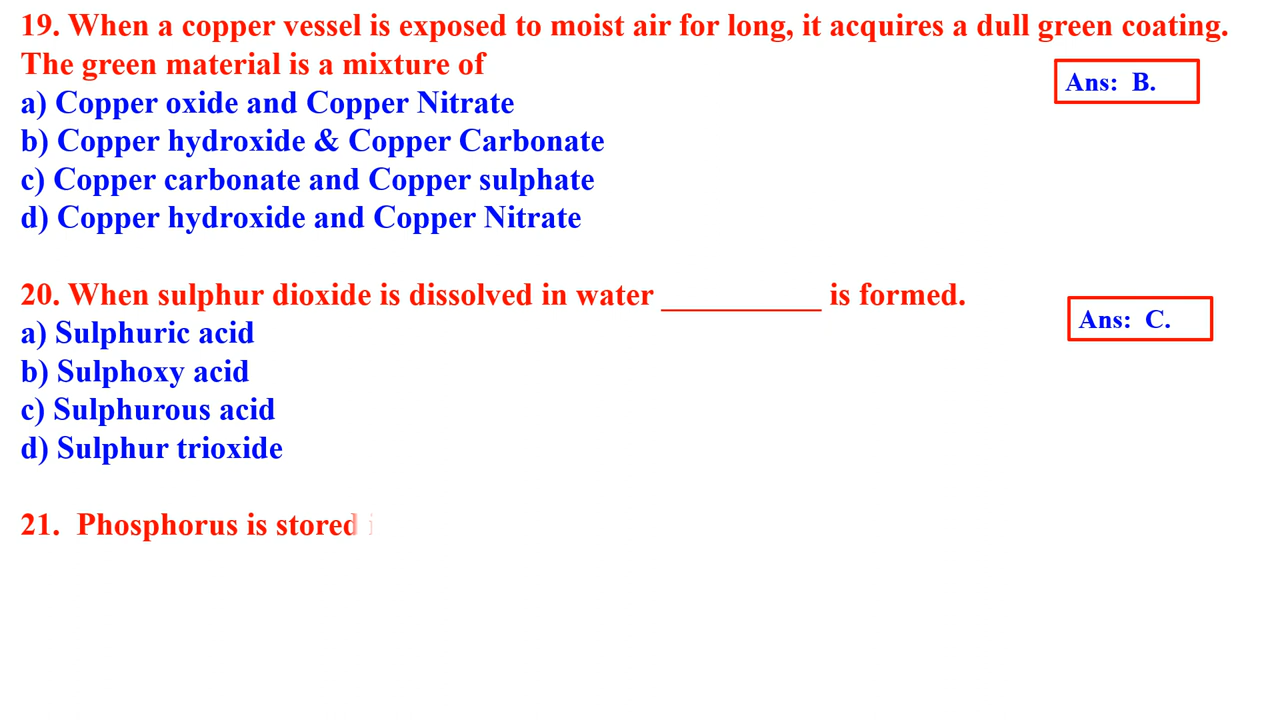 19. When a copper vessel is exposed to moist air for long, it acquires a dull green coating.
The green material is a mixture of
Ans: B.
a) Copper oxide and Copper Nitrate
b) Copper hydroxide & Copper Carbonate
c) Copper carbonate and Copper sulphate
d) Copper hydroxide and Copper Nitrate
20. When sulphur dioxide is dissolved in water __________ is formed.
Ans: C.
a) Sulphuric acid
b) Sulphoxy acid
c) Sulphurous acid
d) Sulphur trioxide
21. Phosphorus is stored